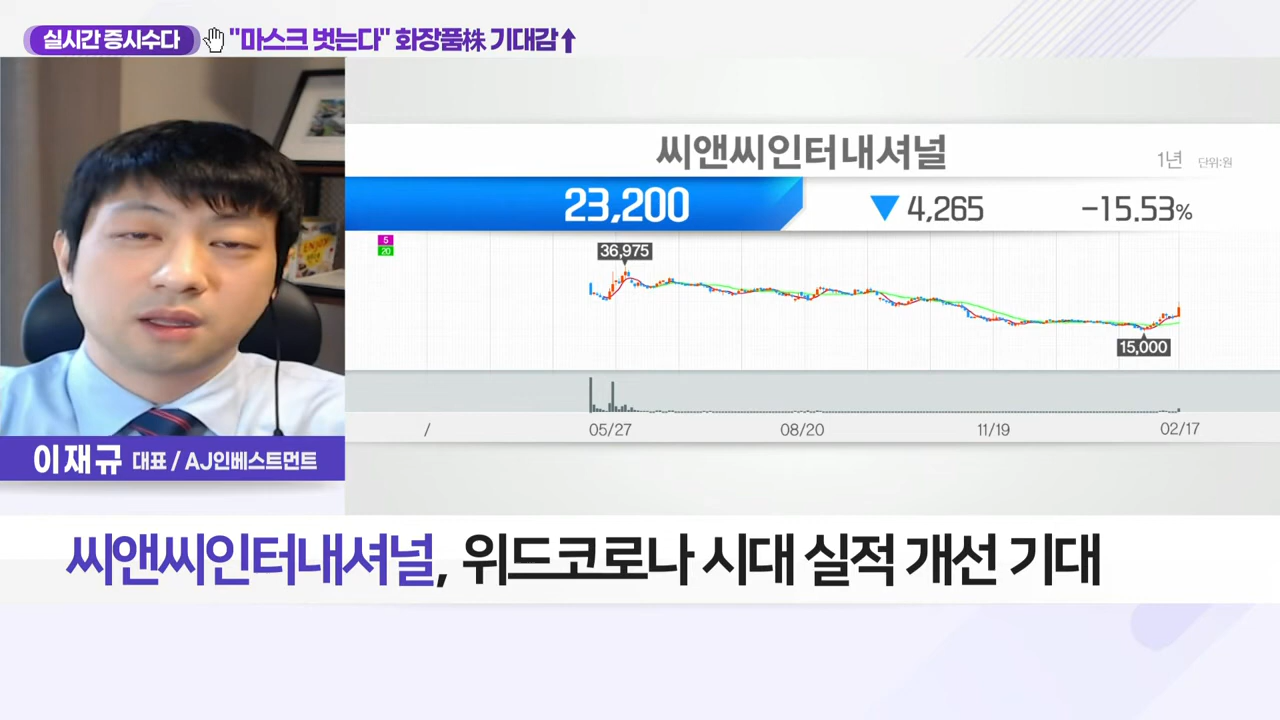 실시간 증시수다 "마스크 벗는다" 화장품株 기대감↑
ENJOY
씨앤씨인터내셔널
1년 단위:원
23,200 ▼ 4,265 -15.53%
5
20
36,975
15,000
/ 05/27 08/20 11/19 02/17
이재규 대표 / AJ인베스트먼트
씨앤씨인터내셔널, 위드코로나 시대 실적 개선 기대